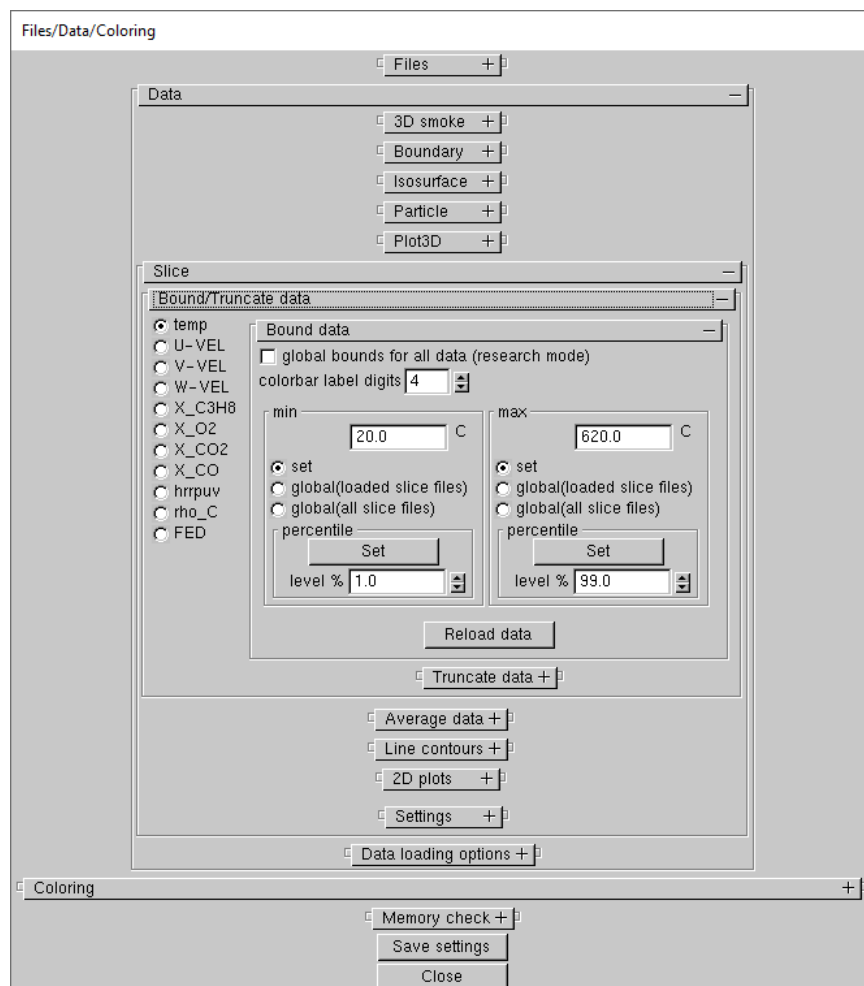 Files/Data/Coloring
Files +
Data −
3D smoke +
Boundary +
Isosurface +
Particle +
Plot3D +
Slice −
Bound/Truncate data −
temp
U-VEL
V-VEL
W-VEL
X_C3H8
X_O2
X_CO2
X_CO
hrrpuv
rho_C
FED
Bound data −
global bounds for all data (research mode)
colorbar label digits 4
min
20.0 C
set
global(loaded slice files)
global(all slice files)
percentile
Set
level % 1.0
max
620.0 C
set
global(loaded slice files)
global(all slice files)
percentile
Set
level % 99.0
Reload data
Truncate data +
Average data +
Line contours +
2D plots +
Settings +
Data loading options +
Coloring +
Memory check +
Save settings
Close